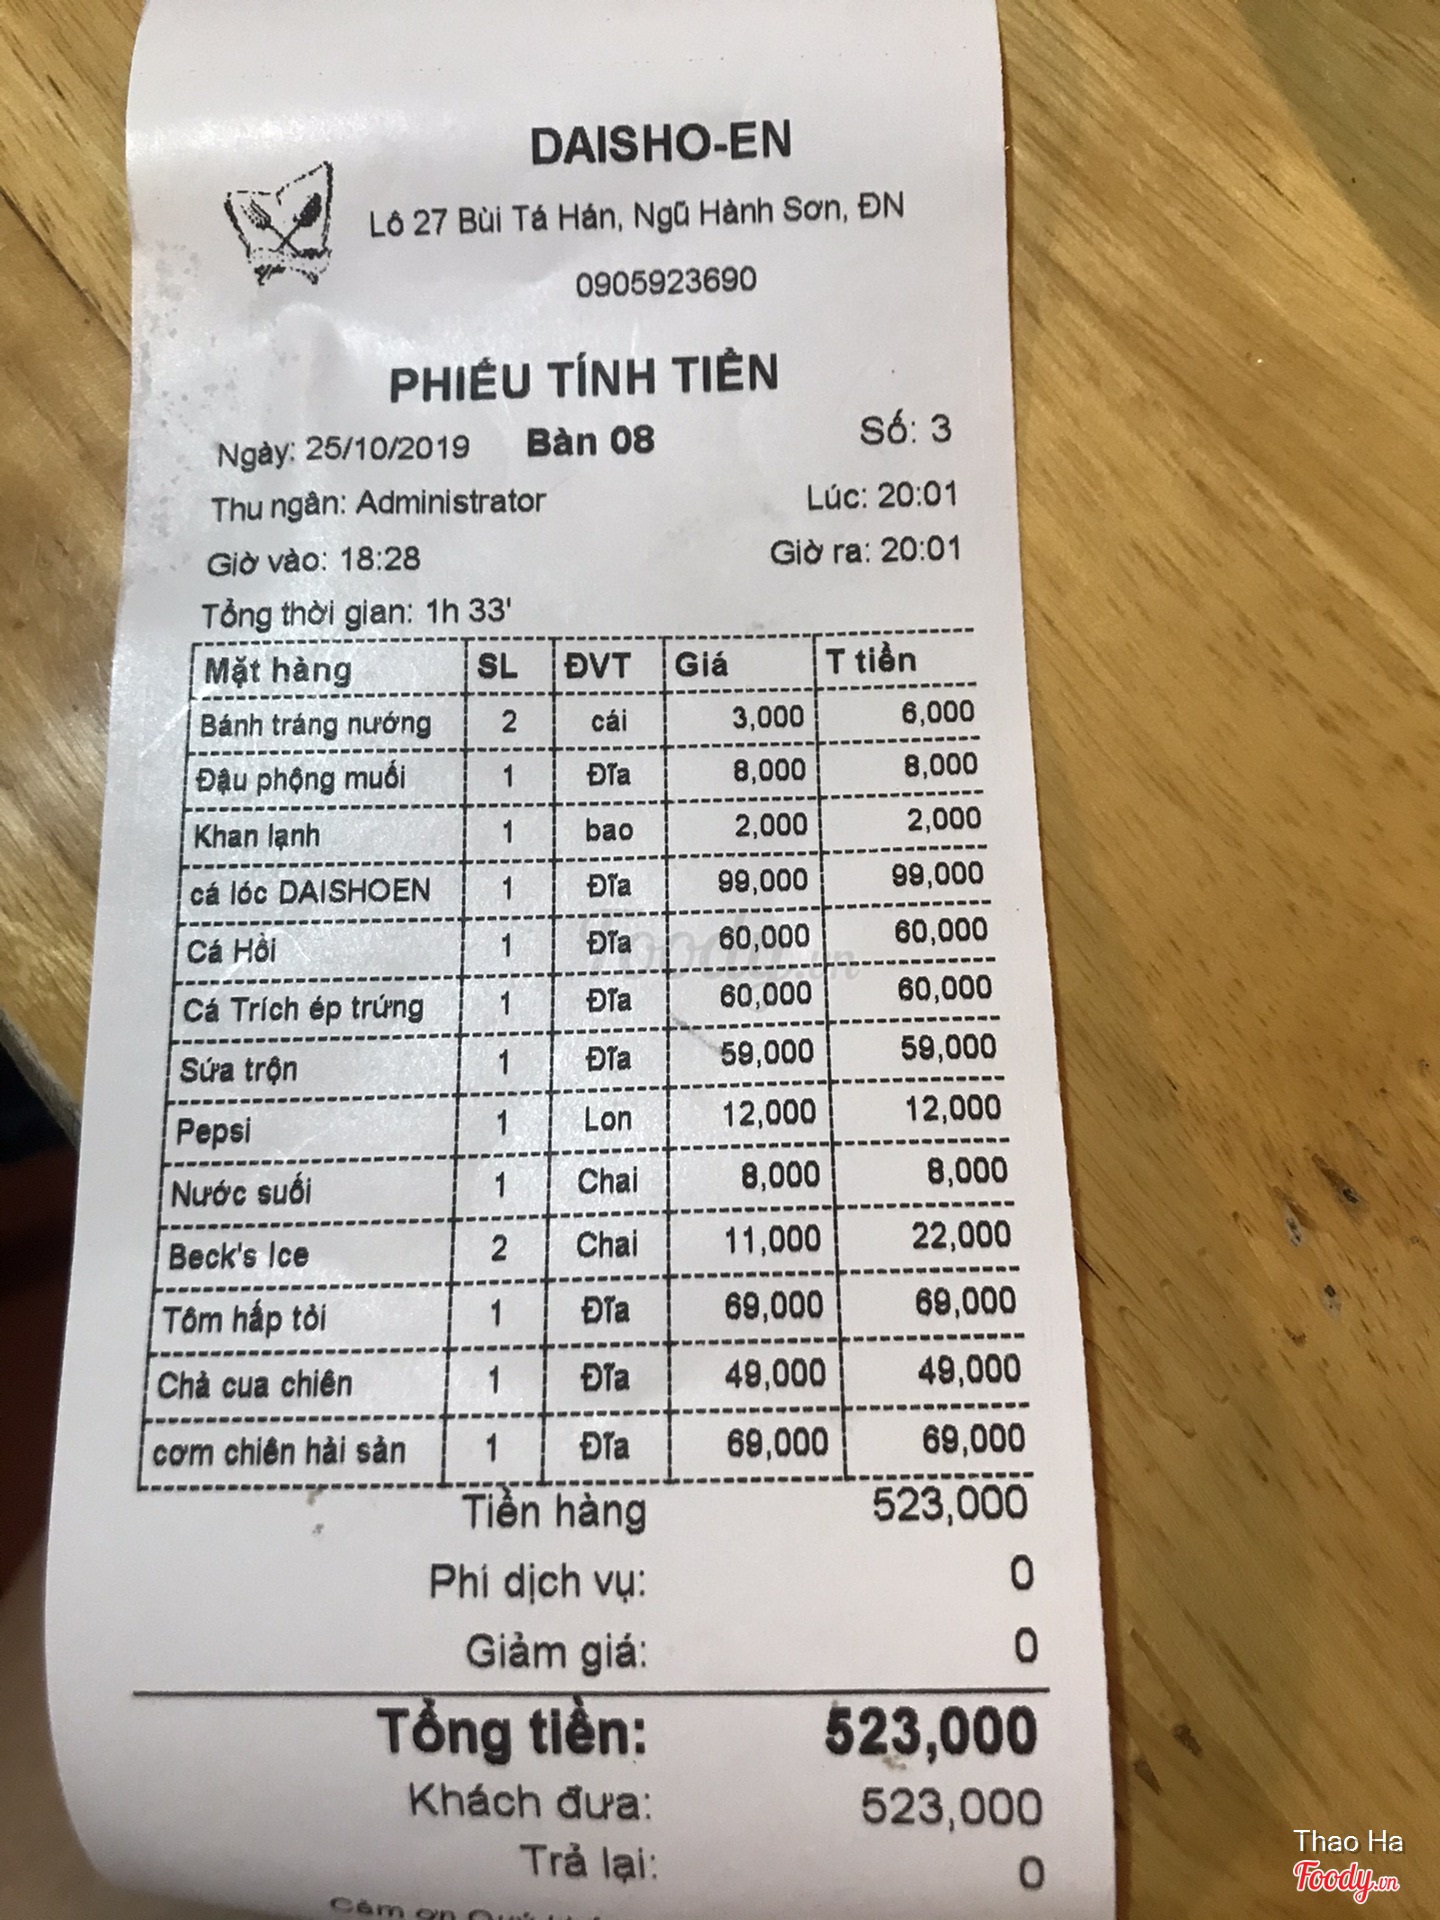 DAISHO-EN
Lô 27 Bùi Tá Hán, Ngũ Hành Sơn, ĐN
0905923690
PHIẾU TÍNH TIỀN
Ngày: 25/10/2019 Bàn 08 Số: 3
Thu ngân: Administrator Lúc: 20:01
Giờ vào: 18:28 Giờ ra: 20:01
Tổng thời gian: 1h 33'
Mặt hàng SL ĐVT Giá T tiền
Bánh tráng nướng 2 cái 3,000 6,000
Đậu phộng muối 1 Đĩa 8,000 8,000
Khan lạnh 1 bao 2,000 2,000
cá lóc DAISHOEN 1 Đĩa 99,000 99,000
Cá Hồi 1 Đĩa 60,000 60,000
Cá Trích ép trứng 1 Đĩa 60,000 60,000
Sứa trộn 1 Đĩa 59,000 59,000
Pepsi 1 Lon 12,000 12,000
Nước suối 1 Chai 8,000 8,000
Beck's Ice 2 Chai 11,000 22,000
Tôm hấp tỏi 1 Đĩa 69,000 69,000
Chả cua chiên 1 Đĩa 49,000 49,000
cơm chiên hải sản 1 Đĩa 69,000 69,000
Tiền hàng 523,000
Phí dịch vụ: 0
Giảm giá: 0
Tổng tiền: 523,000
Khách đưa: 523,000
Trả lại: 0
Cảm ơn Quý
Foody.vn
Thao Ha
Foody.vn